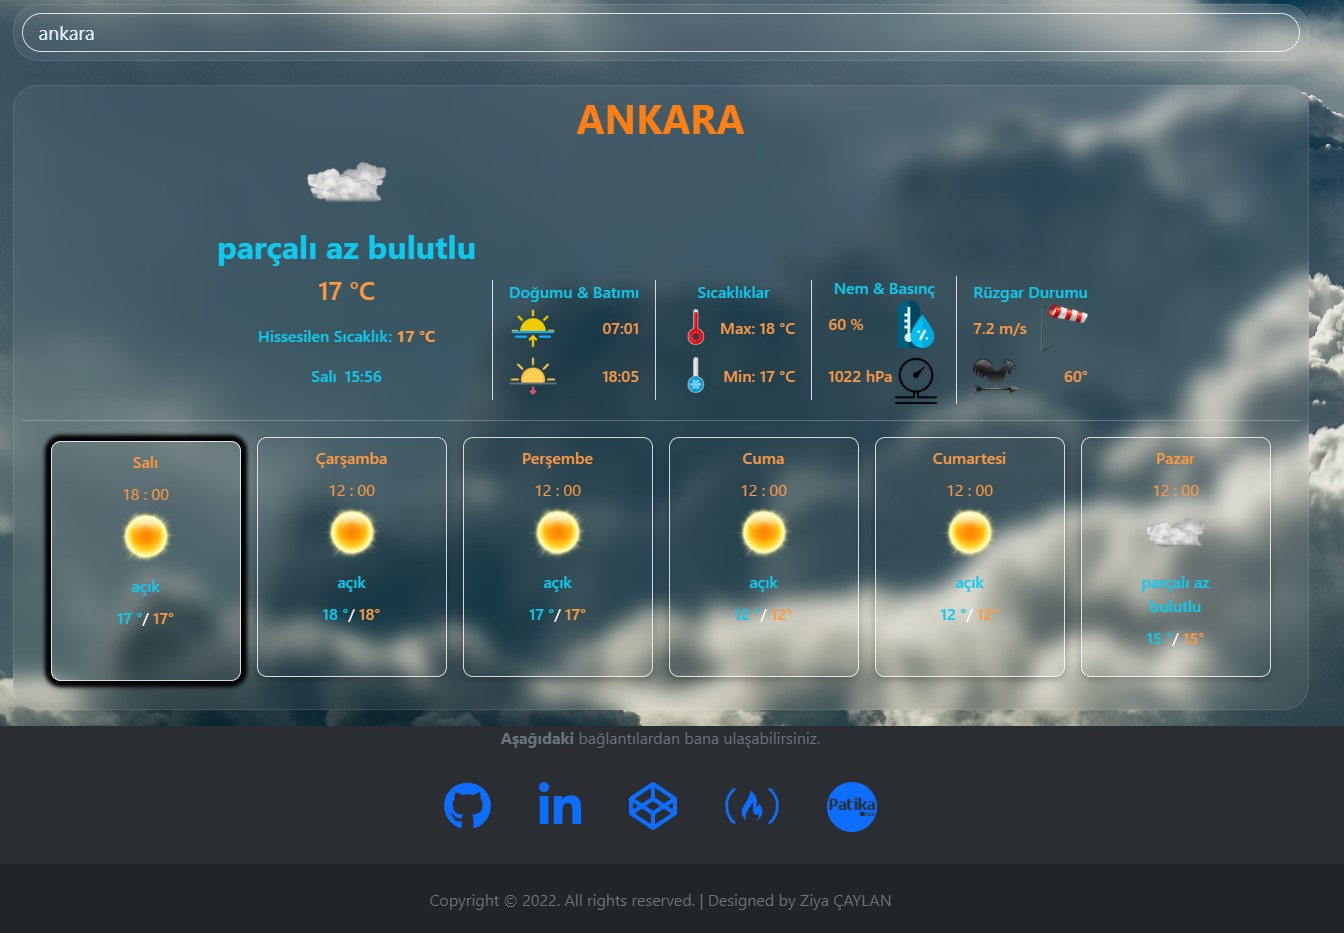 ankara
ANKARA
parçalı az bulutlu
17 °C
Hissesilen Sıcaklık: 17 °C
Salı 15:56
Doğumu & Batımı
07:01
18:05
Sıcaklıklar
Max: 18 °C
Min: 17 °C
Nem & Basınç
60 %
1022 hPa
Rüzgar Durumu
7.2 m/s
60°
Salı
18 : 00
açık
17 °/ 17°
Çarşamba
12 : 00
açık
18 °/ 18°
Perşembe
12 : 00
açık
17 °/ 17°
Cuma
12 : 00
açık
12 °/ 12°
Cumartesi
12 : 00
açık
12 °/ 12°
Pazar
12 : 00
parçalı az
bulutlu
15 °/ 15°
Aşağıdaki bağlantılardan bana ulaşabilirsiniz.
in
Patika
Copyright © 2022. All rights reserved. | Designed by Ziya ÇAYLAN